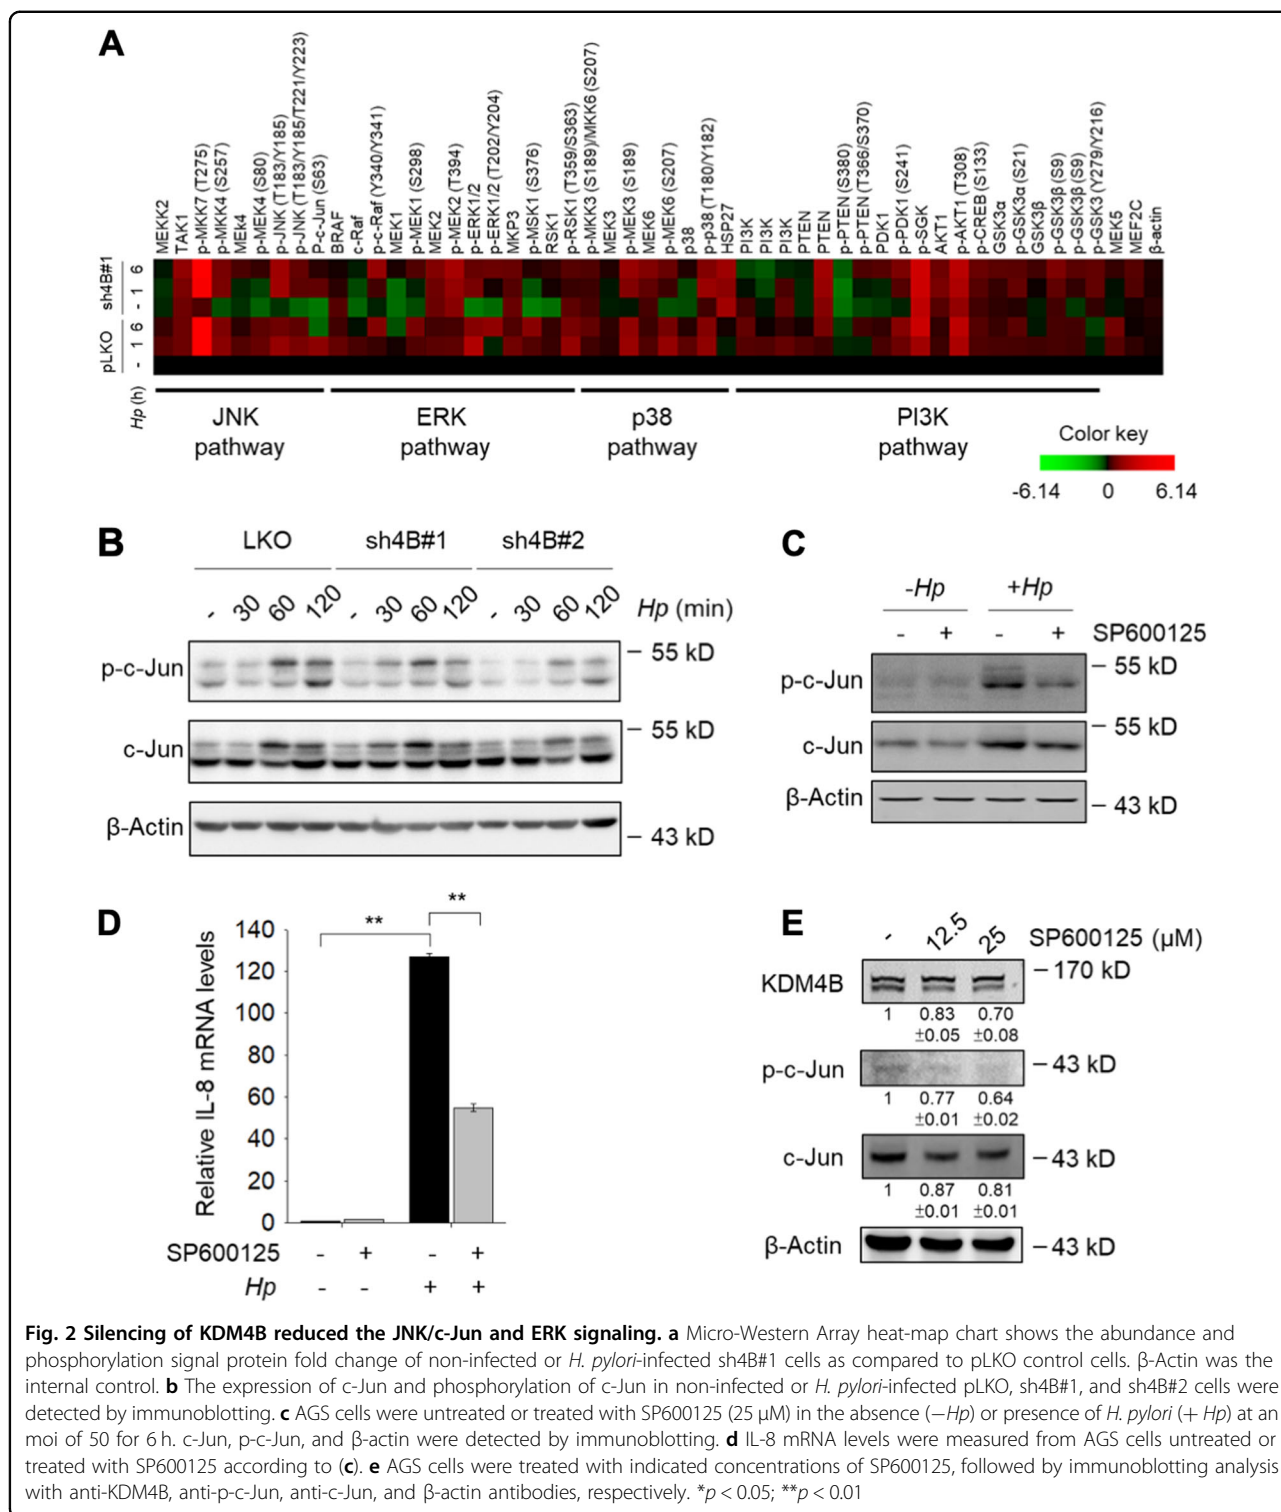 A
MEKK2
TAK1
p-MKK7 (T275)
p-MKK4 (S257)
MEk4
p-MEK4 (S80)
p-JNK (T183/Y185)
p-JNK (T183/Y185/T221/Y223)
P-c-Jun (S63)
BRAF
c-Raf
p-c-Raf (Y340/Y341)
MEK1
p-MEK1 (S298)
MEK2
p-MEK2 (T394)
p-ERK1/2
p-ERK1/2 (T202/Y204)
MKP3
p-MSK1 (S376)
RSK1
p-RSK1 (T359/S363)
p-MKK3 (S189)/MKK6 (S207)
MEK3
p-MEK3 (S189)
MEK6
p-MEK6 (S207)
p38
p-p38 (T180/Y182)
HSP27
PI3K
PI3K
PI3K
PTEN
PTEN
p-PTEN (S380)
p-PTEN (T366/S370)
PDK1
p-PDK1 (S241)
p-SGK
AKT1
p-AKT1 (T308)
p-CREB (S133)
GSK3α
p-GSK3α (S21)
GSK3β
p-GSK3β (S9)
p-GSK3β (S9)
p-GSK3 (Y279/Y216)
MEK5
MEF2C
β-actin
sh4B#1
- 1 6
pLKO
- 1 6
Hp (h)
JNK pathway
ERK pathway
p38 pathway
PI3K pathway
Color key
-6.14 0 6.14
B
LKO sh4B#1 sh4B#2
- 30 60 120 - 30 60 120 - 30 60 120 Hp (min)
p-c-Jun – 55 kD
c-Jun – 55 kD
β-Actin – 43 kD
C
-Hp +Hp
- + - + SP600125
p-c-Jun – 55 kD
c-Jun – 55 kD
β-Actin – 43 kD
D
Relative IL-8 mRNA levels
140
120
100
80
60
40
20
0
** **
SP600125 - + - +
Hp - - + +
E
- 12.5 25 SP600125 (µM)
KDM4B – 170 kD
1 0.83 0.70
±0.05 ±0.08
p-c-Jun – 43 kD
1 0.77 0.64
±0.01 ±0.02
c-Jun – 43 kD
1 0.87 0.81
±0.01 ±0.01
β-Actin – 43 kD
Fig. 2 Silencing of KDM4B reduced the JNK/c-Jun and ERK signaling. a Micro-Western Array heat-map chart shows the abundance and
phosphorylation signal protein fold change of non-infected or H. pylori-infected sh4B#1 cells as compared to pLKO control cells. β-Actin was the
internal control. b The expression of c-Jun and phosphorylation of c-Jun in non-infected or H. pylori-infected pLKO, sh4B#1, and sh4B#2 cells were
detected by immunoblotting. c AGS cells were untreated or treated with SP600125 (25 µM) in the absence (−Hp) or presence of H. pylori (+ Hp) at an
moi of 50 for 6 h. c-Jun, p-c-Jun, and β-actin were detected by immunoblotting. d IL-8 mRNA levels were measured from AGS cells untreated or
treated with SP600125 according to (c). e AGS cells were treated with indicated concentrations of SP600125, followed by immunoblotting analysis
with anti-KDM4B, anti-p-c-Jun, anti-c-Jun, and β-actin antibodies, respectively. *p < 0.05; **p < 0.01